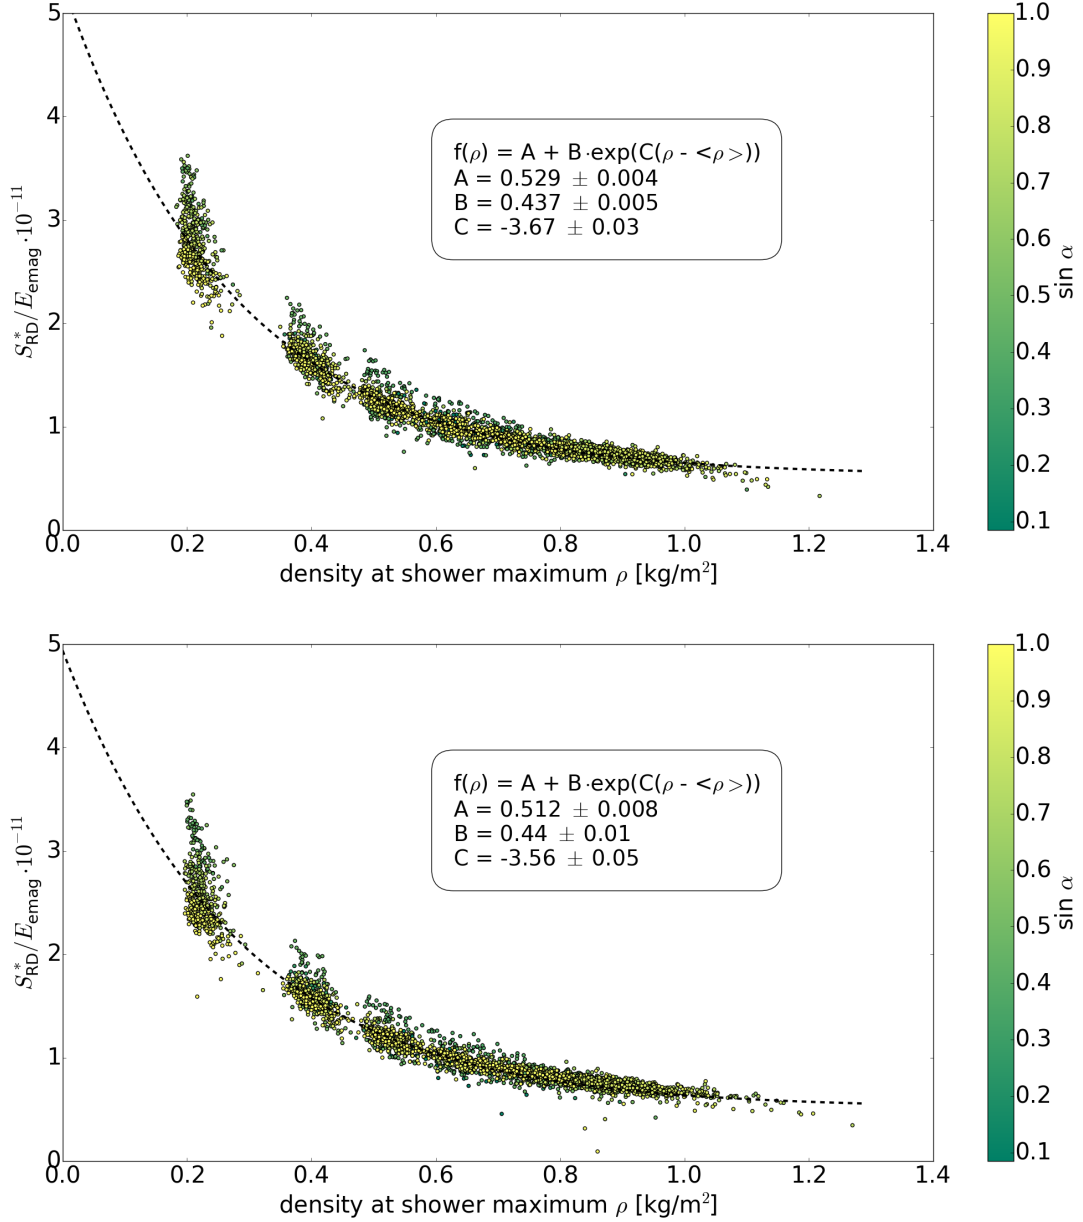 5
4
3
2
1
0
0.0 0.2 0.4 0.6 0.8 1.0 1.2 1.4
density at shower maximum ρ [kg/m²]
S*_RD/E_emag·10⁻¹¹
f(ρ) = A + B·exp(C(ρ - <ρ>))
A = 0.529 ± 0.004
B = 0.437 ± 0.005
C = -3.67 ± 0.03
1.0
0.9
0.8
0.7
0.6
0.5
0.4
0.3
0.2
0.1
sin α
5
4
3
2
1
0
0.0 0.2 0.4 0.6 0.8 1.0 1.2 1.4
density at shower maximum ρ [kg/m²]
S*_RD/E_emag·10⁻¹¹
f(ρ) = A + B·exp(C(ρ - <ρ>))
A = 0.512 ± 0.008
B = 0.44 ± 0.01
C = -3.56 ± 0.05
1.0
0.9
0.8
0.7
0.6
0.5
0.4
0.3
0.2
0.1
sin α